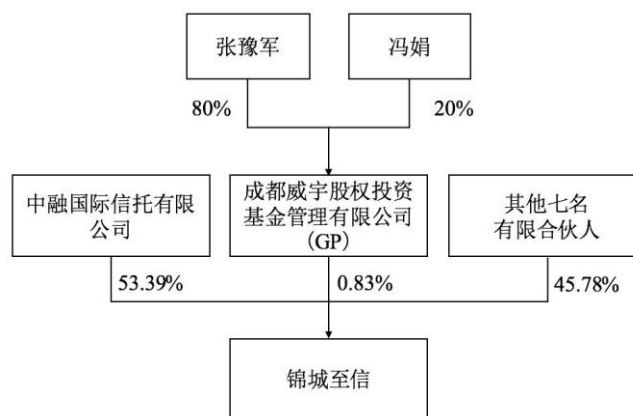 张豫军
冯娟
80%
20%
中融国际信托有限
公司
成都威宇股权投资
基金管理有限公司
(GP)
其他七名
有限合伙人
53.39%
0.83%
45.78%
锦城至信